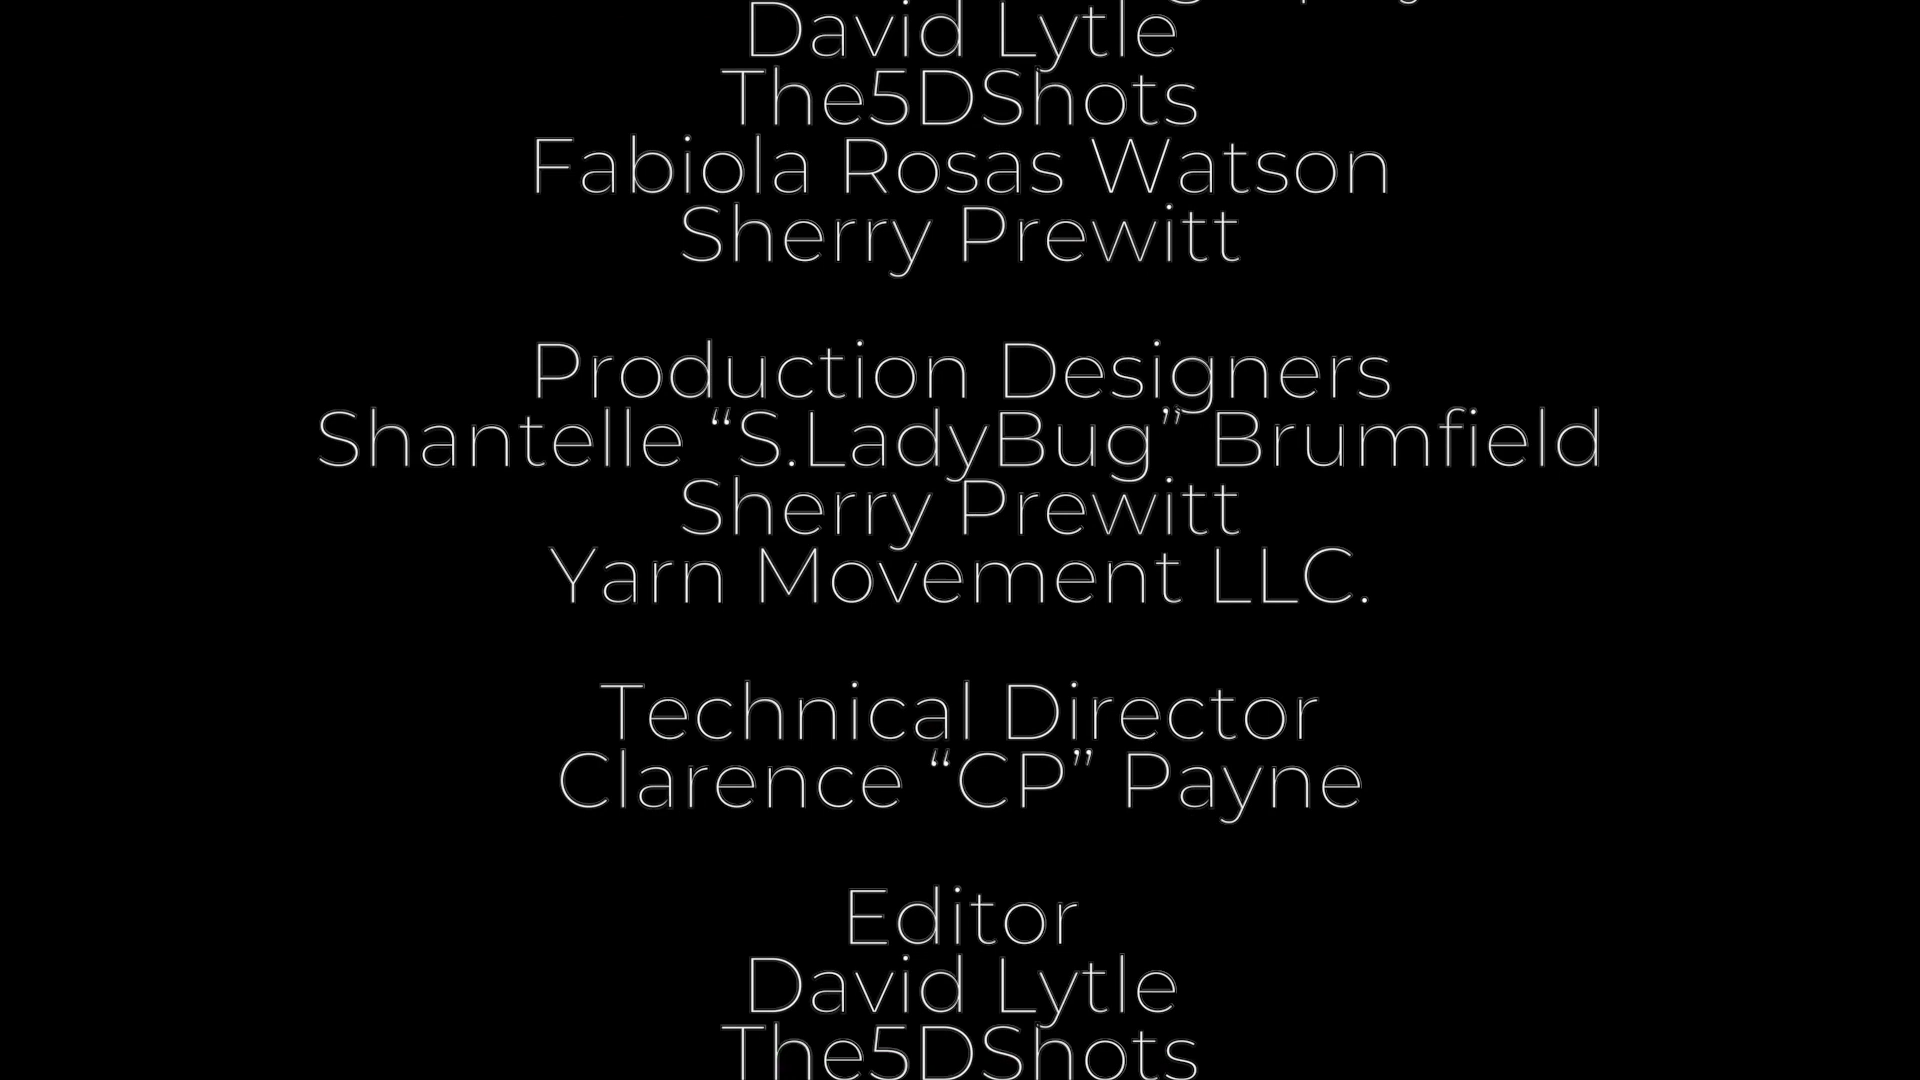 David Lytle
The5DShots
Fabiola Rosas Watson
Sherry Prewitt
Production Designers
Shantelle “S.LadyBug” Brumfield
Sherry Prewitt
Yarn Movement LLC.
Technical Director
Clarence “CP” Payne
Editor
David Lytle
The5DShots